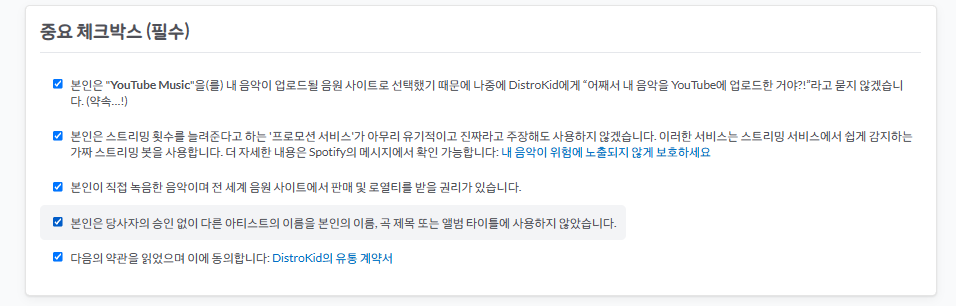 중요 체크박스 (필수)
본인은 "YouTube Music"을(를) 내 음악이 업로드될 음원 사이트로 선택했기 때문에 나중에 DistroKid에게 “어째서 내 음악을 YouTube에 업로드한 거야?!”라고 묻지 않겠습니
다. (약속...!)
본인은 스트리밍 횟수를 늘려준다고 하는 '프로모션 서비스'가 아무리 유기적이고 진짜라고 주장해도 사용하지 않겠습니다. 이러한 서비스는 스트리밍 서비스에서 쉽게 감지하는
가짜 스트리밍 봇을 사용합니다. 더 자세한 내용은 Spotify의 메시지에서 확인 가능합니다: 내 음악이 위험에 노출되지 않게 보호하세요
본인이 직접 녹음한 음악이며 전 세계 음원 사이트에서 판매 및 로열티를 받을 권리가 있습니다.
본인은 당사자의 승인 없이 다른 아티스트의 이름을 본인의 이름, 곡 제목 또는 앨범 타이틀에 사용하지 않았습니다.
다음의 약관을 읽었으며 이에 동의합니다: DistroKid의 유통 계약서